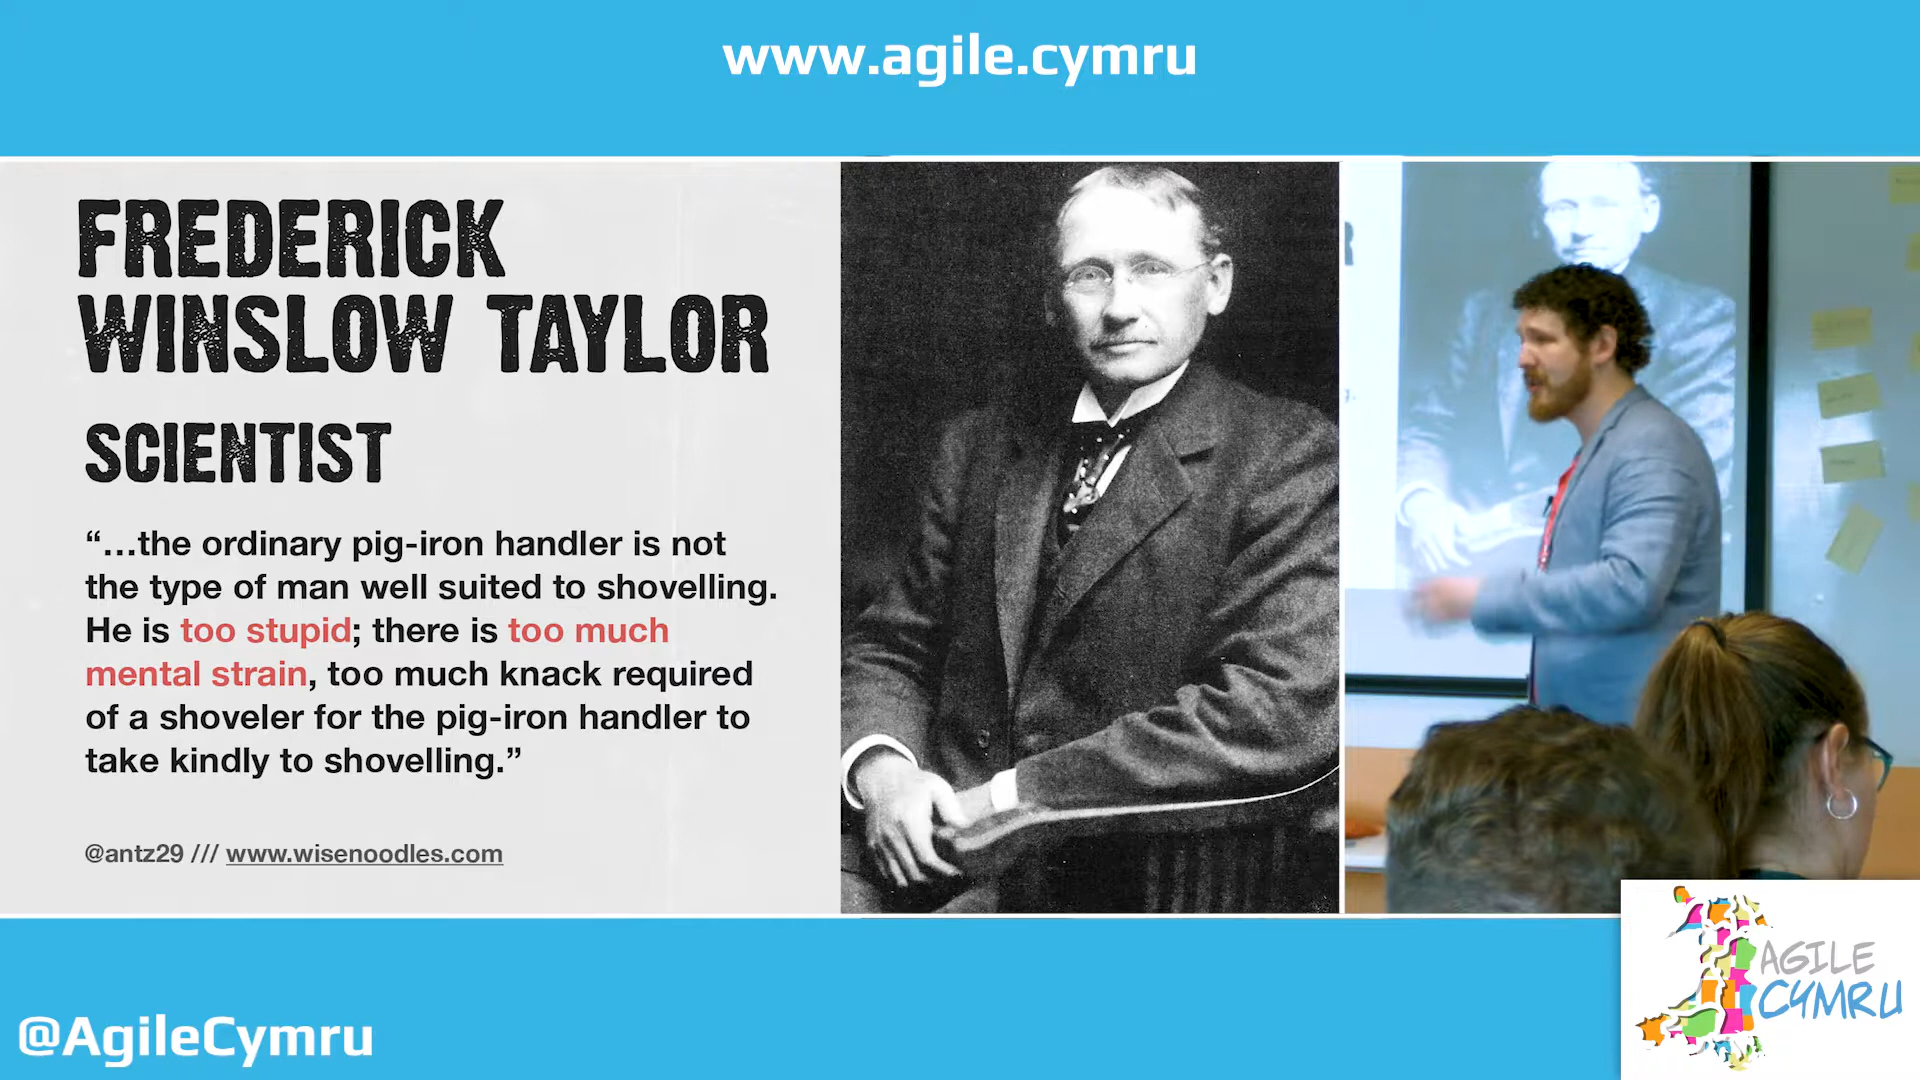 www.agile.cymru
FREDERICK
WINSLOW TAYLOR
SCIENTIST
“...the ordinary pig-iron handler is not
the type of man well suited to shovelling.
He is too stupid; there is too much
mental strain, too much knack required
of a shoveler for the pig-iron handler to
take kindly to shovelling.”
@antz29 /// www.wisenoodles.com
@AgileCymru
AGILE
CYMRU